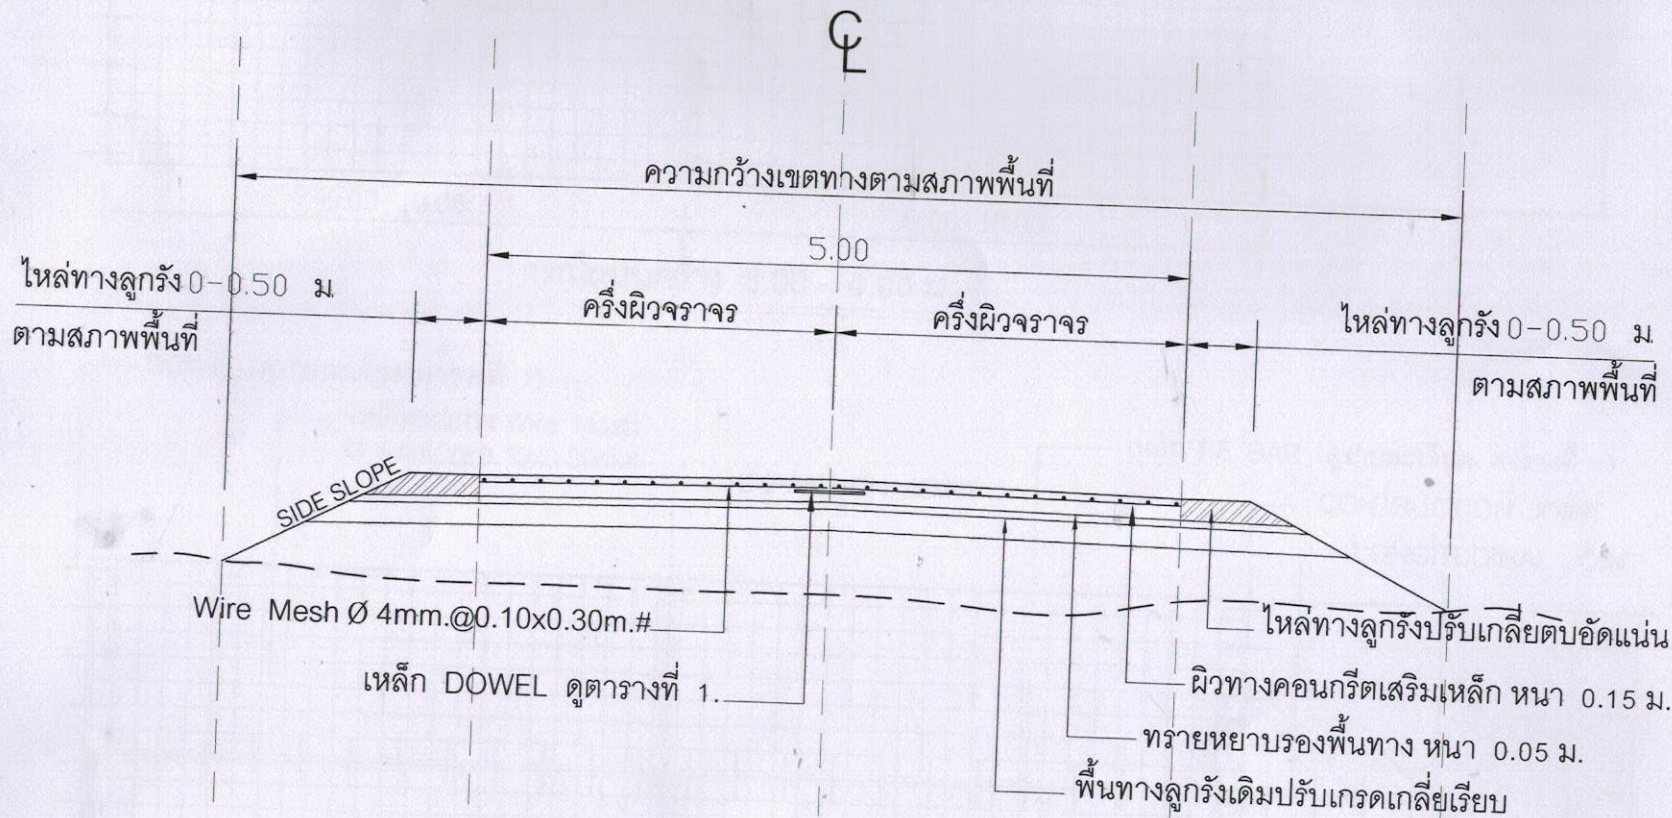 CL
ความกว้างเขตทางตามสภาพพื้นที่
5.00
ไหล่ทางลูกรัง 0-0.50 ม.
ตามสภาพพื้นที่
ครึ่งผิวจราจร
ครึ่งผิวจราจร
ไหล่ทางลูกรัง 0-0.50 ม.
ตามสภาพพื้นที่
SIDE SLOPE
Wire Mesh Ø 4mm.@0.10x0.30m.#
ไหล่ทางลูกรังปรับเกลี่ยตบอัดแน่น
เหล็ก DOWEL ดูตารางที่ 1.
ผิวทางคอนกรีตเสริมเหล็ก หนา 0.15 ม.
ทรายหยาบรองพื้นทาง หนา 0.05 ม.
พื้นทางลูกรังเดิมปรับเกรดเกลี่ยเรียบ